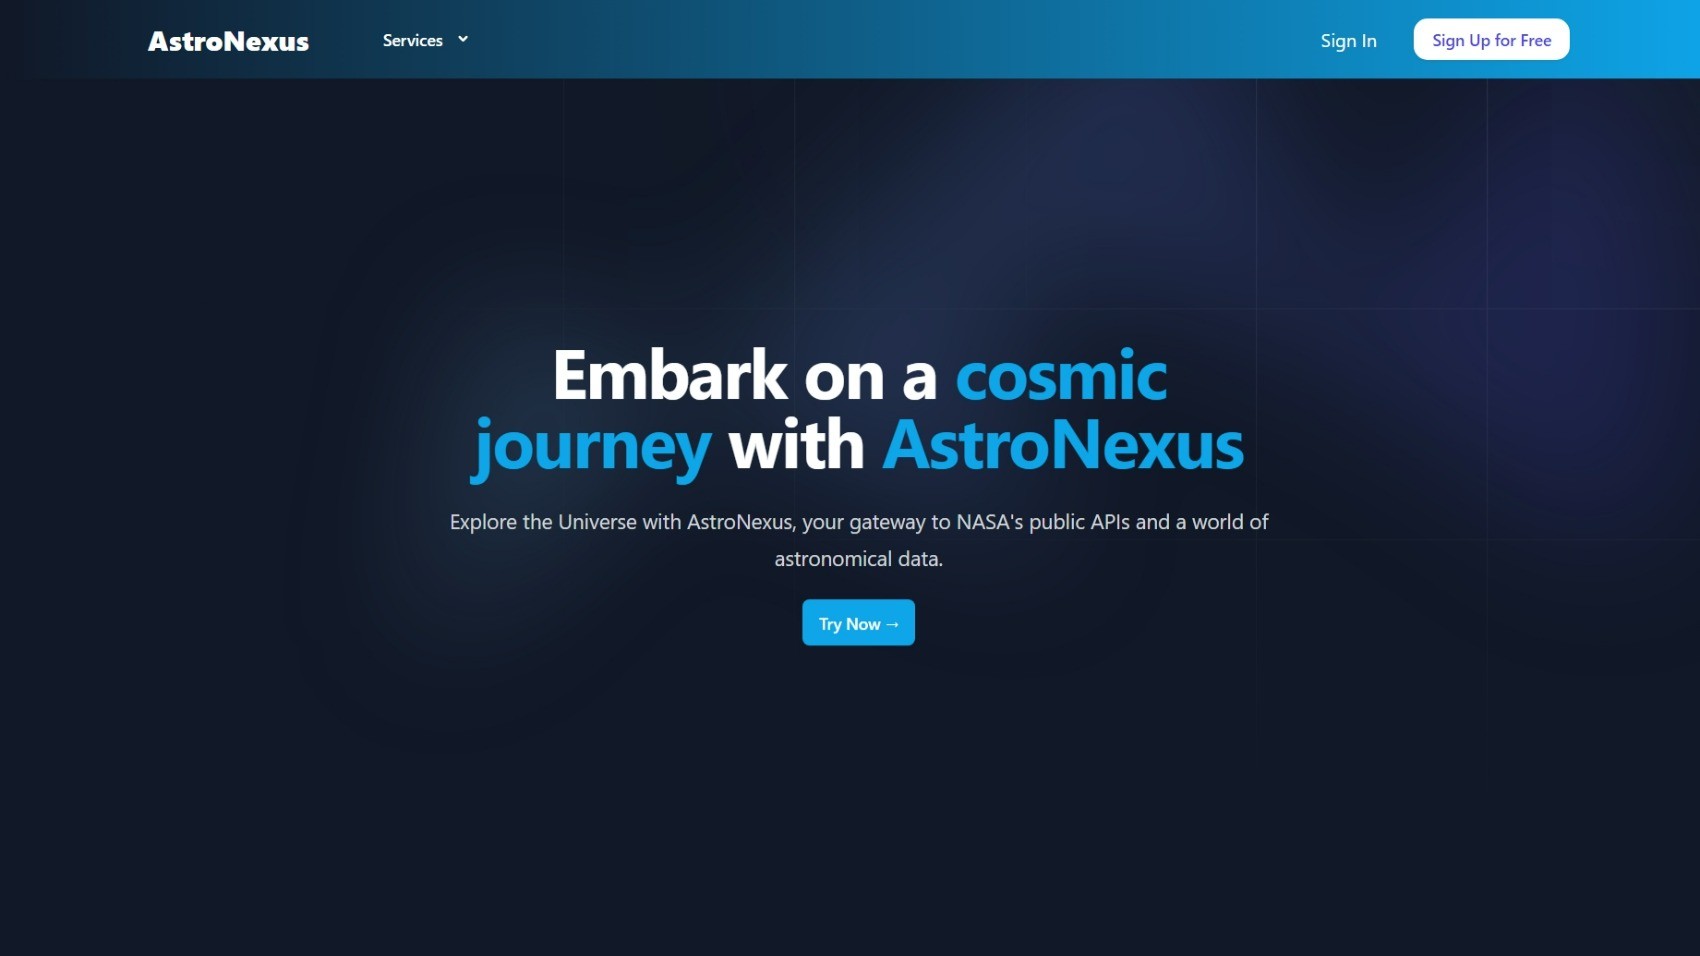 AstroNexus
Services
Sign In
Sign Up for Free
Embark on a cosmic
journey with AstroNexus
Explore the Universe with AstroNexus, your gateway to NASA's public APIs and a world of
astronomical data.
Try Now →